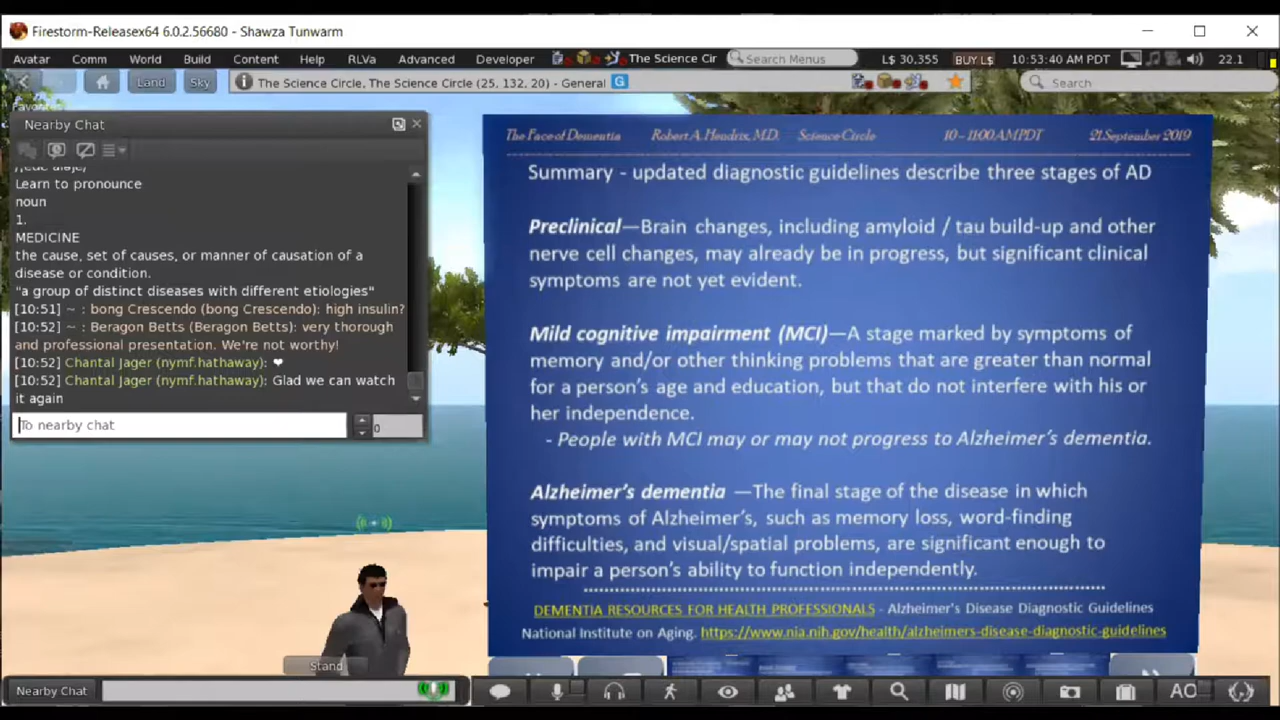 Firestorm-Releasex64 6.0.2.56680 - Shawza Tunwarm
Avatar Comm World Build Content Help RLVa Advanced Developer The Science Cir Search Menus L$ 30,355 BUY L$ 10:53:40 AM PDT 22.1
Land Sky The Science Circle, The Science Circle (25, 132, 20) - General G Search
Nearby Chat
Learn to pronounce
noun
1.
MEDICINE
the cause, set of causes, or manner of causation of a
disease or condition.
"a group of distinct diseases with different etiologies"
[10:51] ~ : bong Crescendo (bong Crescendo): high insulin?
[10:52] ~ : Beragon Betts (Beragon Betts): very thorough
and professional presentation. We're not worthy!
[10:52] Chantal Jager (nymf.hathaway): ❤
[10:52] Chantal Jager (nymf.hathaway): Glad we can watch
it again
To nearby chat
0
The Face of Dementia Robert A. Hendrix, M.D. Science Circle 10 - 11:00 AM PDT 21 September 2019
Summary - updated diagnostic guidelines describe three stages of AD
Preclinical—Brain changes, including amyloid / tau build-up and other
nerve cell changes, may already be in progress, but significant clinical
symptoms are not yet evident.
Mild cognitive impairment (MCI)—A stage marked by symptoms of
memory and/or other thinking problems that are greater than normal
for a person's age and education, but that do not interfere with his or
her independence.
- People with MCI may or may not progress to Alzheimer's dementia.
Alzheimer's dementia —The final stage of the disease in which
symptoms of Alzheimer's, such as memory loss, word-finding
difficulties, and visual/spatial problems, are significant enough to
impair a person's ability to function independently.
DEMENTIA RESOURCES FOR HEALTH PROFESSIONALS - Alzheimer's Disease Diagnostic Guidelines
National Institute on Aging. https://www.nia.nih.gov/health/alzheimers-disease-diagnostic-guidelines
Stand
Nearby Chat
AO